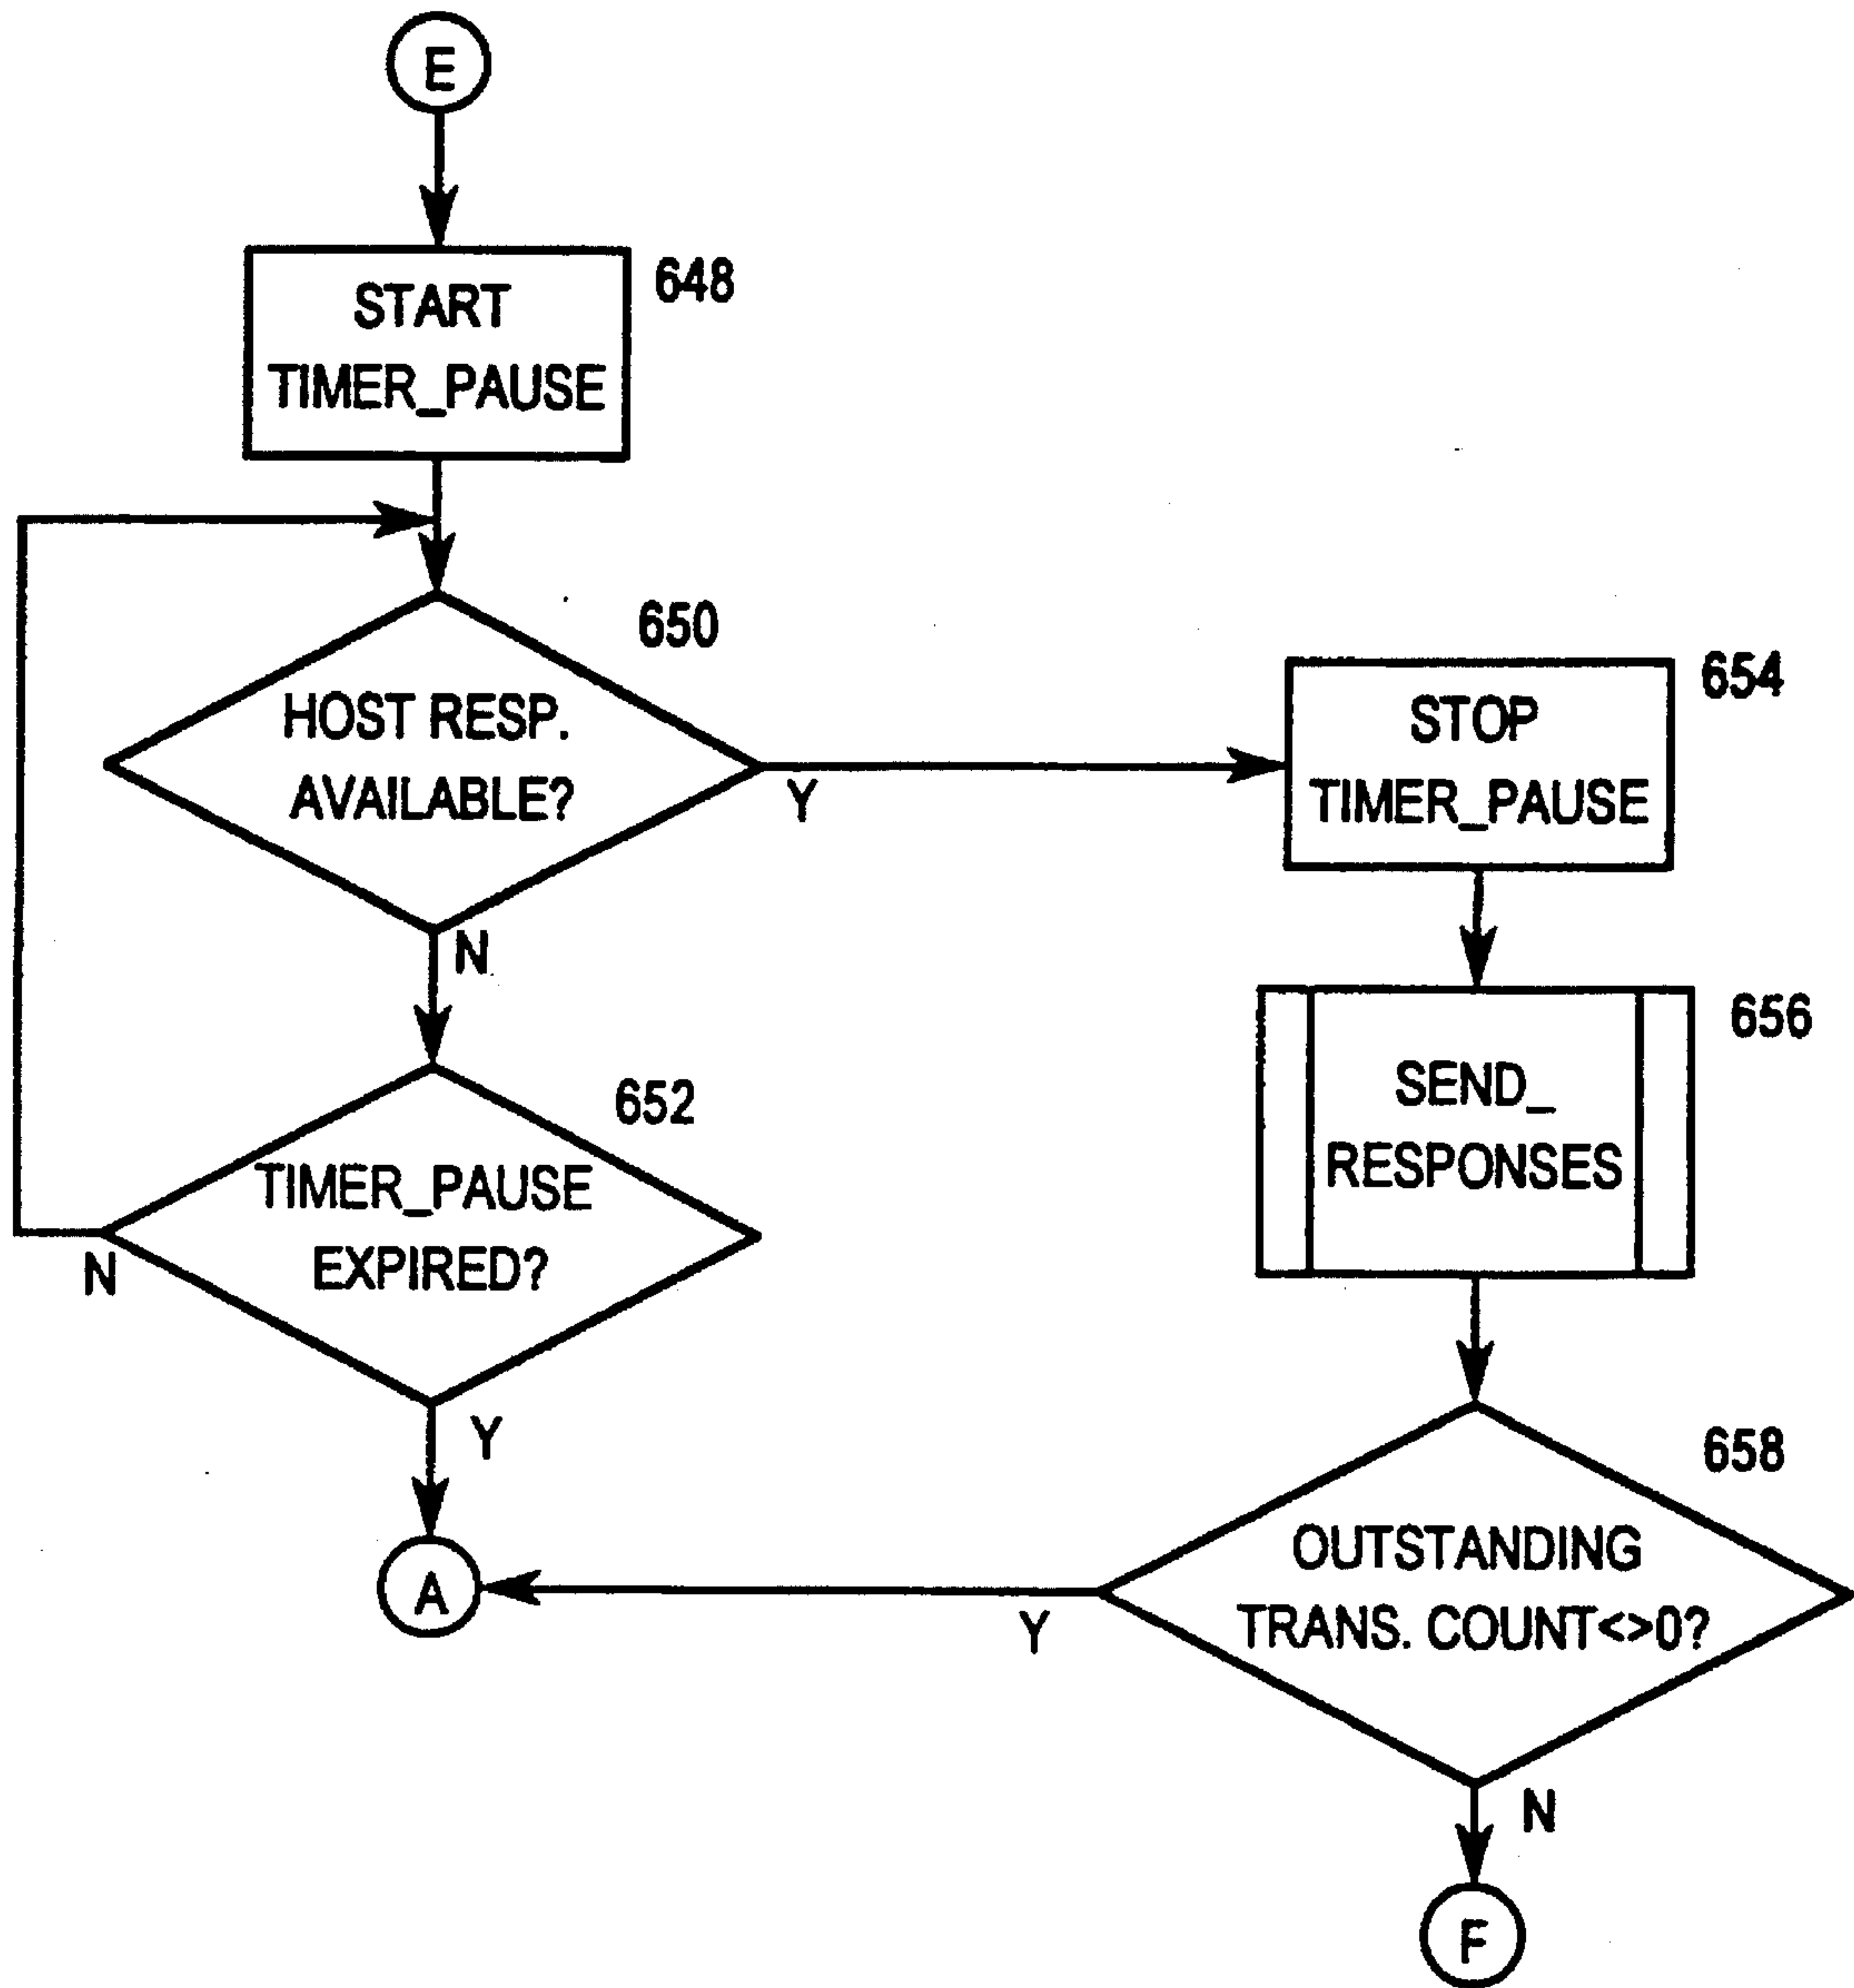 E
START
TIMER_PAUSE
648
HOST RESP.
AVAILABLE?
650
Y
N
STOP
TIMER_PAUSE
654
SEND_
RESPONSES
656
TIMER_PAUSE
EXPIRED?
652
N
Y
A
OUTSTANDING
TRANS. COUNT<>0?
658
Y
N
F